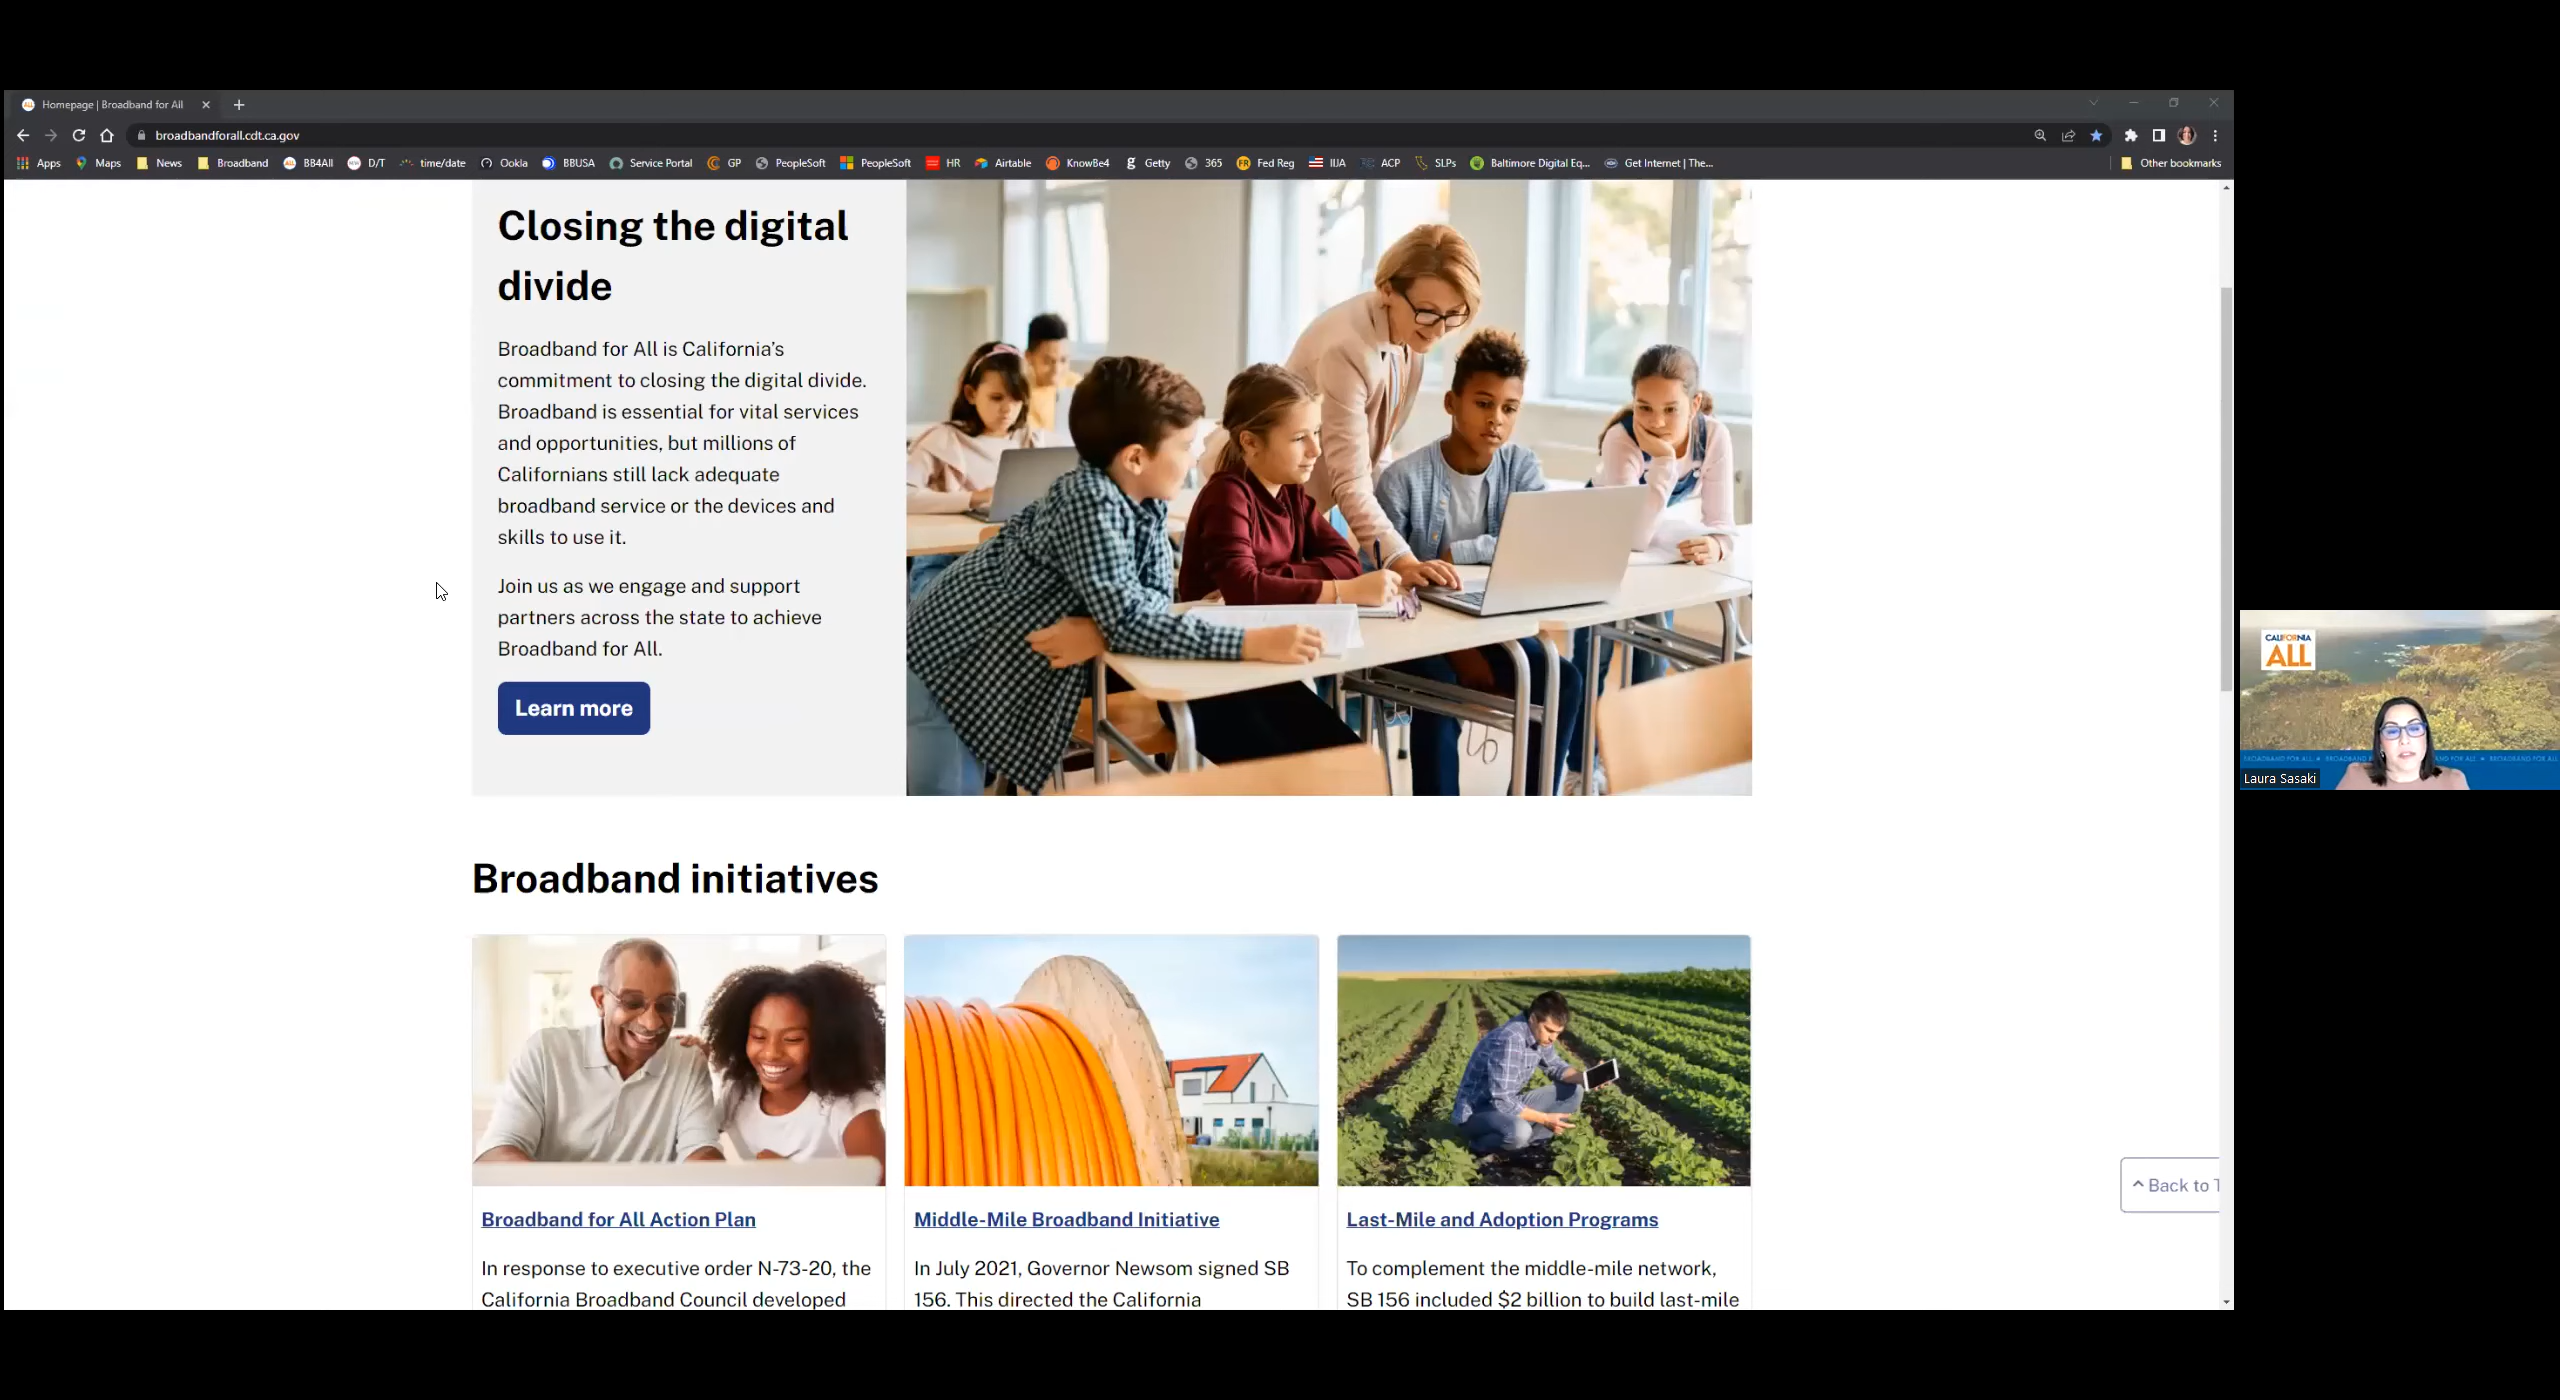 Homepage | Broadband for All
broadbandforall.cdt.ca.gov
Apps Maps News Broadband BB4All D/T time/date Ookla BBUSA Service Portal GP PeopleSoft PeopleSoft HR Airtable KnowBe4 Getty 365 Fed Reg IIJA ACP SLPs Baltimore Digital Eq... Get Internet | The... Other bookmarks
Closing the digital
divide
Broadband for All is California’s
commitment to closing the digital divide.
Broadband is essential for vital services
and opportunities, but millions of
Californians still lack adequate
broadband service or the devices and
skills to use it.
Join us as we engage and support
partners across the state to achieve
Broadband for All.
Learn more
Broadband initiatives
Broadband for All Action Plan
In response to executive order N-73-20, the
California Broadband Council developed
Middle-Mile Broadband Initiative
In July 2021, Governor Newsom signed SB
156. This directed the California
Last-Mile and Adoption Programs
To complement the middle-mile network,
SB 156 included $2 billion to build last-mile
Back to T
CALIFORNIA
ALL
BROADBAND FOR ALL
Laura Sasaki